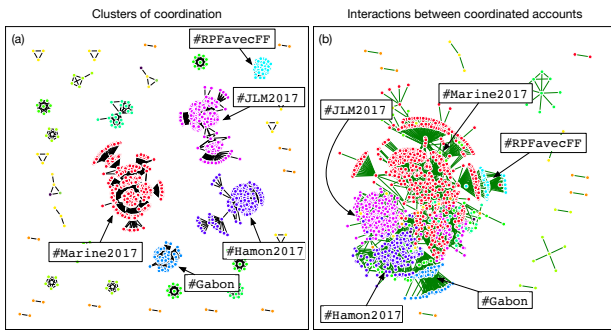 Clusters of coordination
Interactions between coordinated accounts
(a)
#RPFavecFF
#JLM2017
#Marine2017
#Hamon2017
#Gabon
(b)
#Marine2017
#JLM2017
#RPFavecFF
#Gabon
#Hamon2017